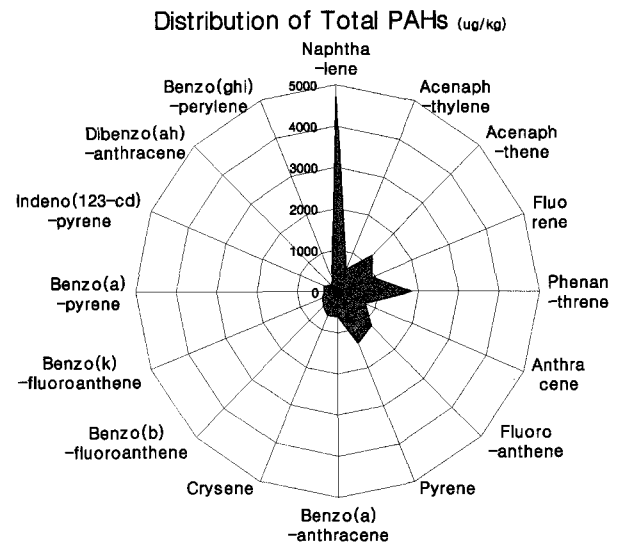 Distribution of Total PAHs (ug/kg)
Naphtha
-lene
Acenaph
-thylene
Acenaph
-thene
Fluo
rene
Phenan
-threne
Anthra
cene
Fluoro
-anthene
Pyrene
Benzo(a)
-anthracene
Crysene
Benzo(b)
-fluoroanthene
Benzo(k)
-fluoroanthene
Benzo(a)
-pyrene
Indeno(123-cd)
-pyrene
Dibenzo(ah)
-anthracene
Benzo(ghi)
-perylene
5000
4000
3000
2000
1000
0